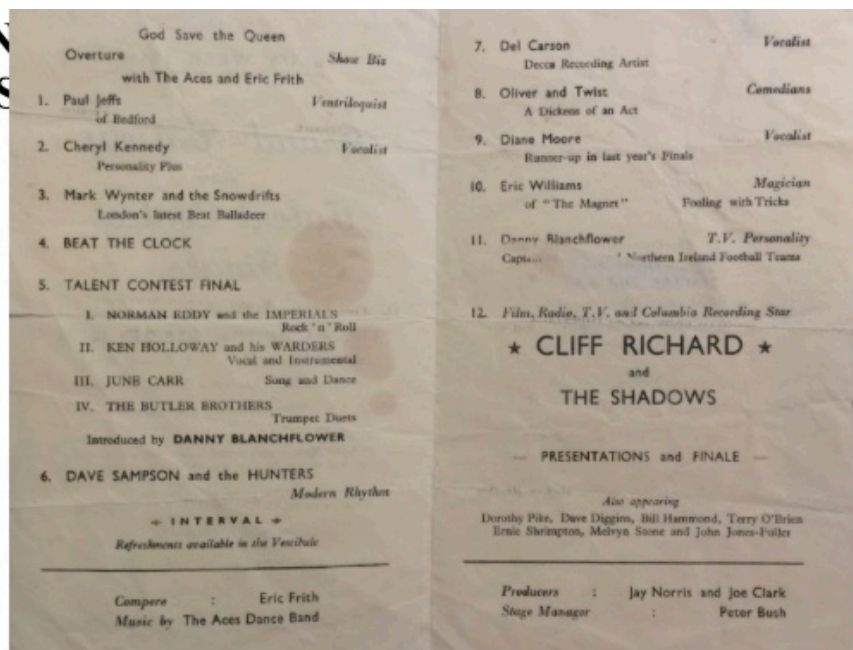 God Save the Queen
Overture Show Biz
with The Aces and Eric Frith
1. Paul Jeffs Ventriloquist
of Bedford
2. Cheryl Kennedy Vocalist
Personality Plus
3. Mark Wynter and the Snowdrifts
London's latest Beat Balladeer
4. BEAT THE CLOCK
5. TALENT CONTEST FINAL
I. NORMAN EDDY and the IMPERIALS
Rock 'n' Roll
II. KEN HOLLOWAY and his WARDERS
Vocal and Instrumental
III. JUNE CARR Song and Dance
IV. THE BUTLER BROTHERS
Trumpet Duets
Introduced by DANNY BLANCHFLOWER
6. DAVE SAMPSON and the HUNTERS
Modern Rhythm
INTERVAL
Refreshments available in the Vestibule
Compere : Eric Frith
Music by The Aces Dance Band
7. Del Carson Vocalist
Decca Recording Artist
8. Oliver and Twist Comedians
A Dickens of an Act
9. Diane Moore Vocalist
Runner-up in last year's Finals
10. Eric Williams Magician
of "The Magnet" Fooling with Tricks
11. Danny Blanchflower T.V. Personality
Northern Ireland Football Teams
12. Film, Radio, T.V. and Columbia Recording Star
★ CLIFF RICHARD ★
and
THE SHADOWS
— PRESENTATIONS and FINALE —
Also appearing
Dorothy Pike, Dave Diggins, Bill Hammond, Terry O'Brien
Ernie Shrimpton, Melvyn Stone and John Jones-Fuller
Producers : Jay Norris and Joe Clark
Stage Manager : Peter Bush